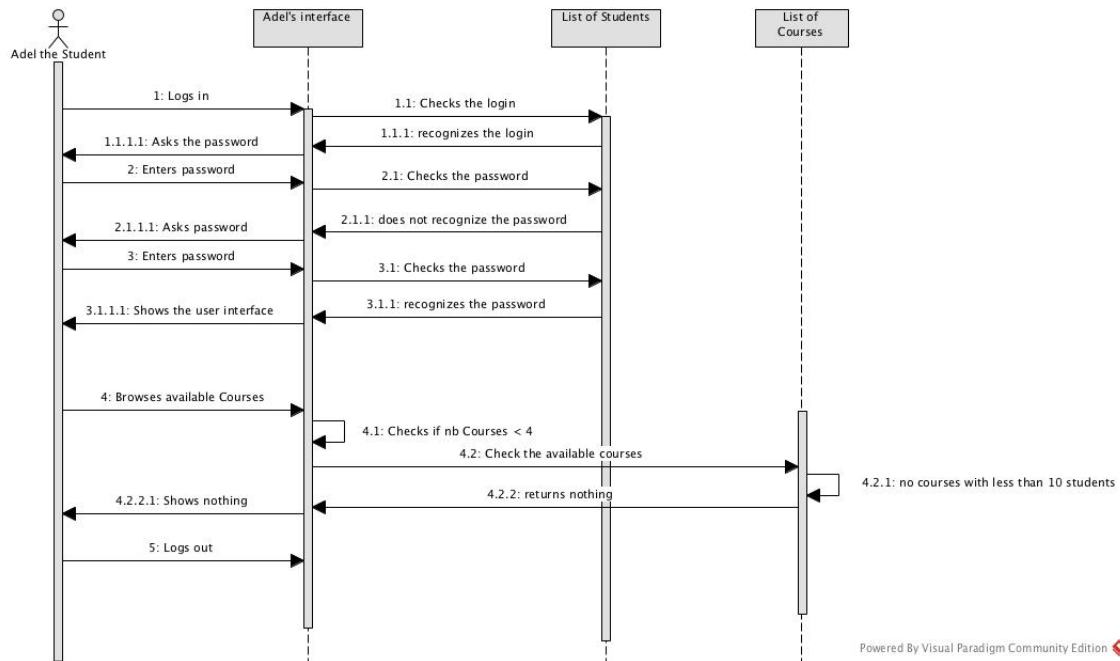 Adel's interface
List of Students
List of
Courses
Adel the Student
1: Logs in
1.1: Checks the login
1.1.1: recognizes the login
1.1.1.1: Asks the password
2: Enters password
2.1: Checks the password
2.1.1: does not recognize the password
2.1.1.1: Asks password
3: Enters password
3.1: Checks the password
3.1.1: recognizes the password
3.1.1.1: Shows the user interface
4: Browses available Courses
4.1: Checks if nb Courses < 4
4.2: Check the available courses
4.2.1: no courses with less than 10 students
4.2.2: returns nothing
4.2.2.1: Shows nothing
5: Logs out
Powered By Visual Paradigm Community Edition